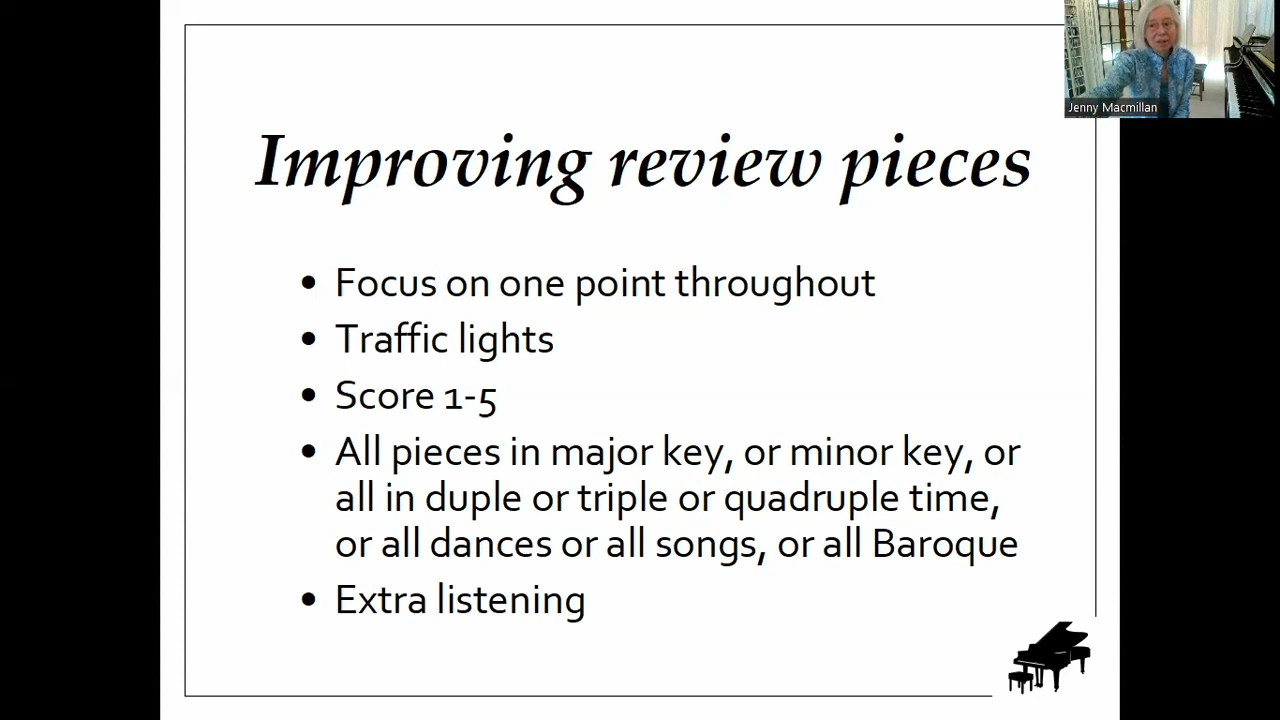 Jenny Macmillan
Improving review pieces
• Focus on one point throughout
• Traffic lights
• Score 1-5
• All pieces in major key, or minor key, or
all in duple or triple or quadruple time,
or all dances or all songs, or all Baroque
• Extra listening